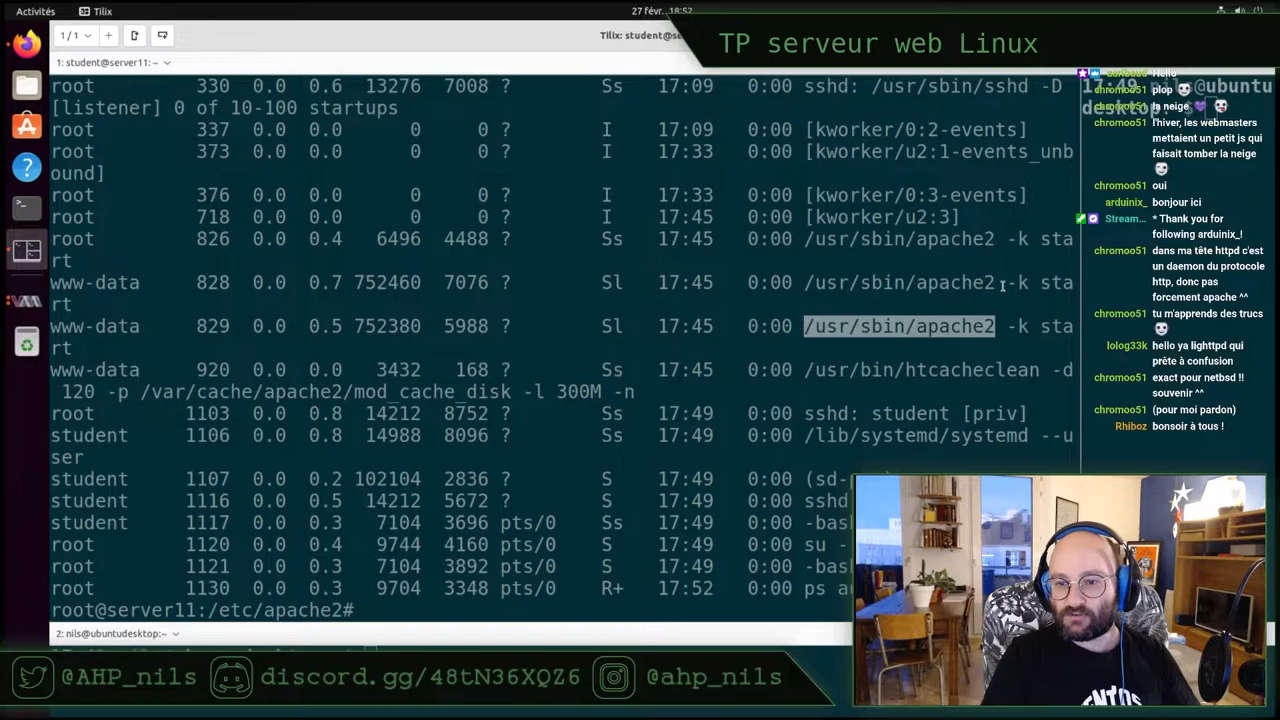 Activités Tilix 27 févr. 18:52
1 / 1 Tilix: student@se
TP serveur web Linux
1: student@server11: ~
root 330 0.0 0.6 13276 7008 ? Ss 17:09 0:00 sshd: /usr/sbin/sshd -D
[listener] 0 of 10-100 startups
root 337 0.0 0.0 0 0 ? I 17:09 0:00 [kworker/0:2-events]
root 373 0.0 0.0 0 0 ? I 17:33 0:00 [kworker/u2:1-events_unb
ound]
root 376 0.0 0.0 0 0 ? I 17:33 0:00 [kworker/0:3-events]
root 718 0.0 0.0 0 0 ? I 17:45 0:00 [kworker/u2:3]
root 826 0.0 0.4 6496 4488 ? Ss 17:45 0:00 /usr/sbin/apache2 -k sta
rt
www-data 828 0.0 0.7 752460 7076 ? Sl 17:45 0:00 /usr/sbin/apache2 -k sta
rt
www-data 829 0.0 0.5 752380 5988 ? Sl 17:45 0:00 /usr/sbin/apache2 -k sta
rt
www-data 920 0.0 0.0 3432 168 ? Ss 17:45 0:00 /usr/bin/htcacheclean -d
120 -p /var/cache/apache2/mod_cache_disk -l 300M -n
root 1103 0.0 0.8 14212 8752 ? Ss 17:49 0:00 sshd: student [priv]
student 1106 0.0 0.8 14988 8096 ? Ss 17:49 0:00 /lib/systemd/systemd --u
ser
student 1107 0.0 0.2 102104 2836 ? S 17:49 0:00 (sd-p
student 1116 0.0 0.5 14212 5672 ? S 17:49 0:00 sshd
student 1117 0.0 0.3 7104 3696 pts/0 Ss 17:49 0:00 -bash
root 1120 0.0 0.4 9744 4160 pts/0 S 17:49 0:00 su -
root 1121 0.0 0.3 7104 3892 pts/0 S 17:49 0:00 -bash
root 1130 0.0 0.3 9704 3348 pts/0 R+ 17:52 0:00 ps au
root@server11:/etc/apache2#
2: nils@ubuntudesktop:~
17:49 nils@ubuntu
desktop:~$
Hello
chromoo51 plop
chromoo51 la neige
chromoo51 l'hiver, les webmasters
mettaient un petit js qui
faisait tomber la neige
chromoo51 oui
arduinix_ bonjour ici
Stream... * Thank you for
following arduinix_!
chromoo51 dans ma tête httpd c'est
un daemon du protocole
http, donc pas
forcement apache ^^
chromoo51 tu m'apprends des trucs
lolog33k hello ya lighttpd qui
prête à confusion
chromoo51 exact pour netbsd !!
souvenir ^^
chromoo51 (pour moi pardon)
Rhiboz bonsoir à tous !
@AHP_nils discord.gg/48tN36XQZ6 @ahp_nils